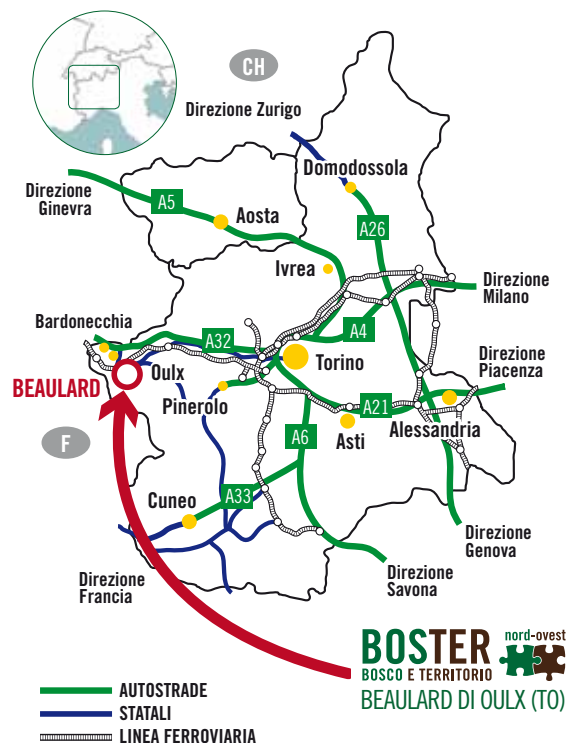 CH
Direzione Zurigo
Domodossola
Direzione
Ginevra
A5
Aosta
A26
Ivrea
Direzione
Milano
Bardonecchia
A32
A4
Torino
Direzione
Piacenza
Oulx
BEAULARD
Pinerolo
A21
Alessandria
F
A6
Asti
A33
Cuneo
Direzione
Genova
Direzione
Francia
Direzione
Savona
BOSTER
nord-ovest
BOSCO E TERRITORIO
BEAULARD DI OULX (TO)
AUTOSTRADE
STATALI
LINEA FERROVIARIA